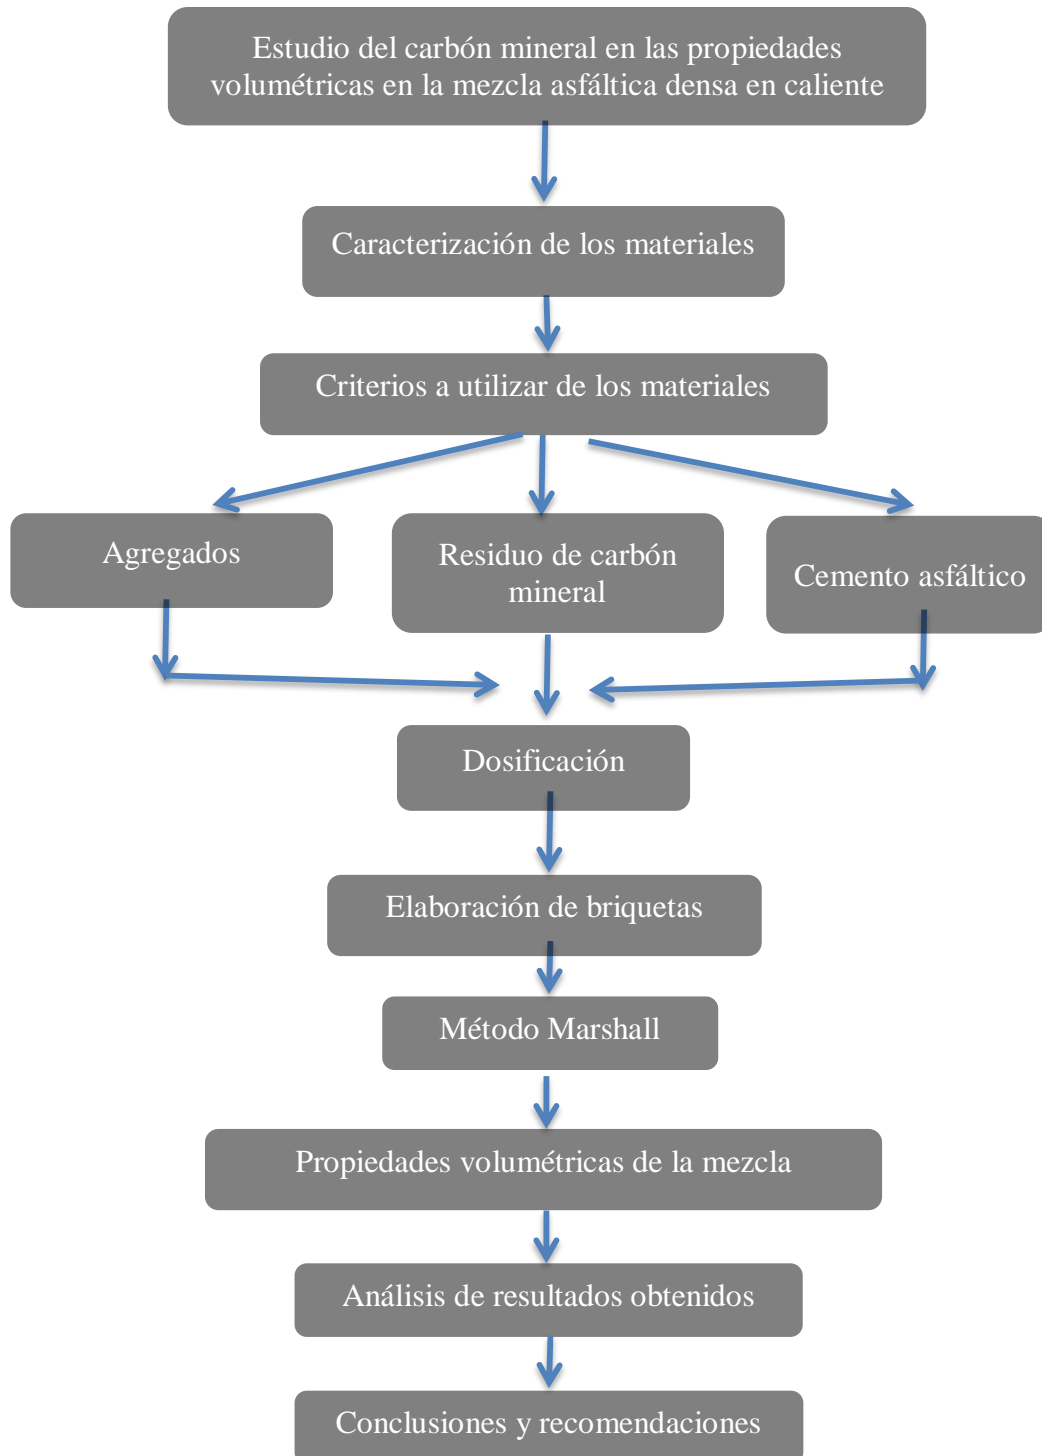 Estudio del carbón mineral en las propiedades
volumétricas en la mezcla asfáltica densa en caliente
Caracterización de los materiales
Criterios a utilizar de los materiales
Agregados
Residuo de carbón
mineral
Cemento asfáltico
Dosificación
Elaboración de briquetas
Método Marshall
Propiedades volumétricas de la mezcla
Análisis de resultados obtenidos
Conclusiones y recomendaciones